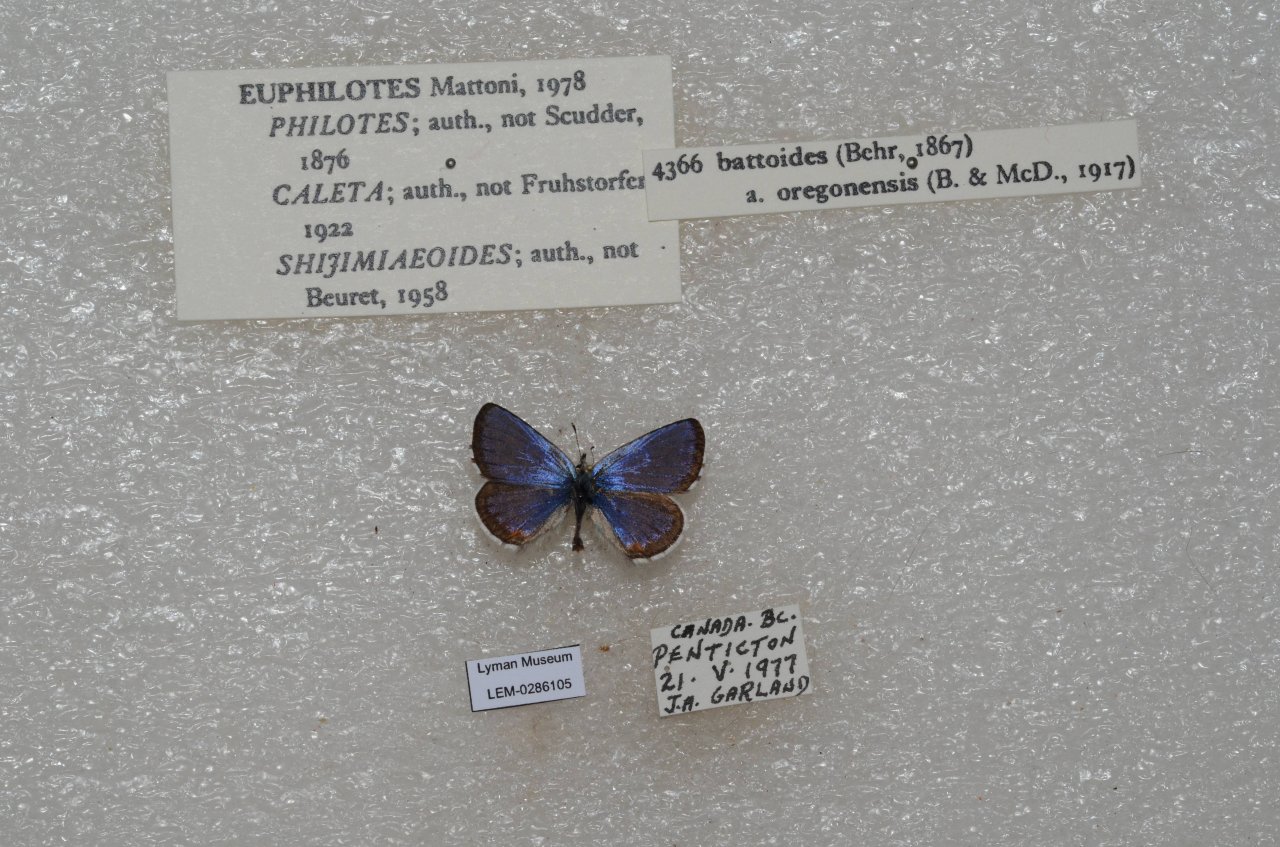 EUPHILOTES Mattoni, 1978
PHILOTES; auth., not Scudder,
1876
CALETA; auth., not Fruhstorfer
1922
SHIJIMIAEOIDES; auth., not
Beuret, 1958
4366 battoides (Behr, 1867)
a. oregonensis (B. & McD., 1917)
Lyman Museum
LEM-0286105
CANADA. BC.
PENTICTON
21. V. 1977
J.A. GARLAND